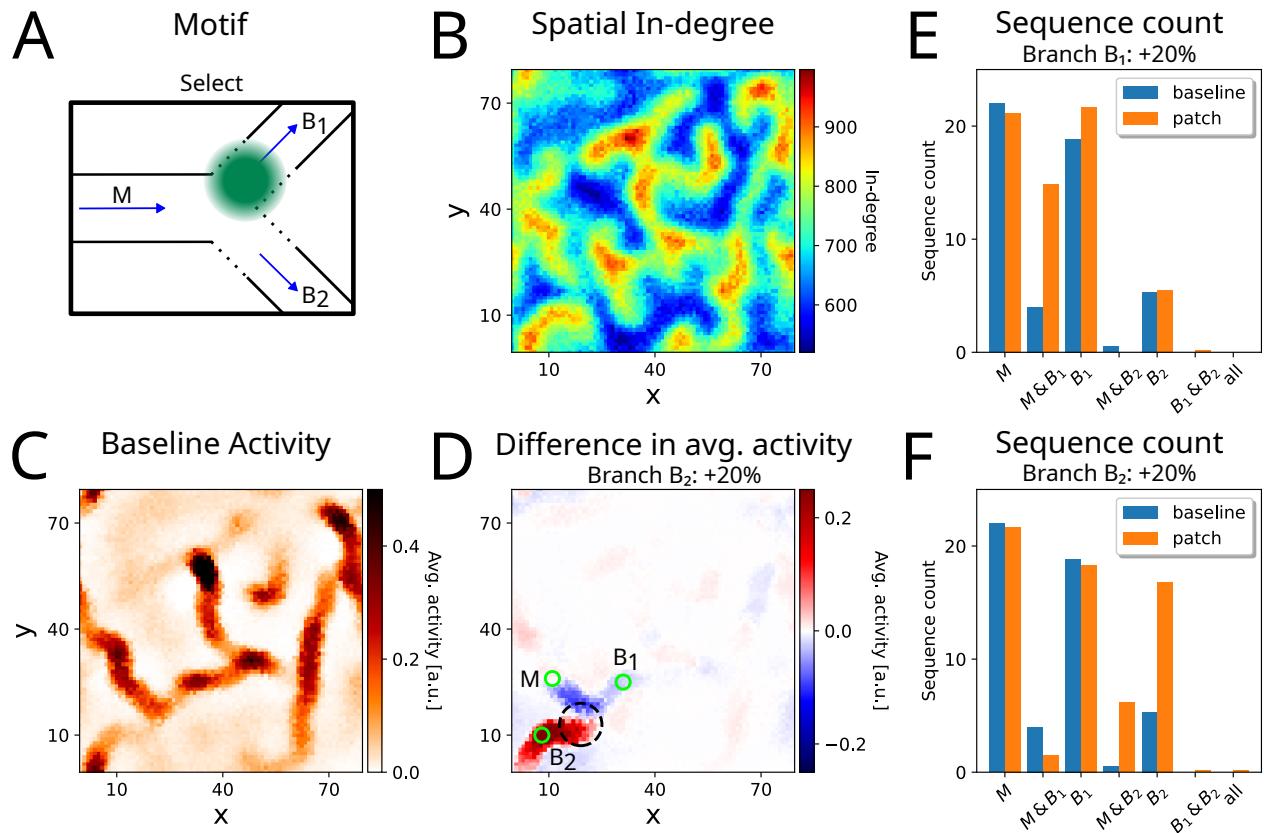 A
Motif
Select
M
B1
B2
B
Spatial In-degree
70
40
10
10
40
70
y
x
900
800
700
600
In-degree
E
Sequence count
Branch B₁: +20%
baseline
patch
20
10
0
Sequence count
M
M & B₁
B₁
M & B₂
B₂
B₁ & B₂
all
C
Baseline Activity
70
40
10
10
40
70
y
x
0.4
0.2
0.0
Avg. activity [a.u.]
D
Difference in avg. activity
Branch B₂: +20%
M
B1
B2
70
40
10
10
40
70
x
0.2
0.0
−0.2
Avg. activity [a.u.]
F
Sequence count
Branch B₂: +20%
baseline
patch
20
10
0
Sequence count
M
M & B₁
B₁
M & B₂
B₂
B₁ & B₂
all